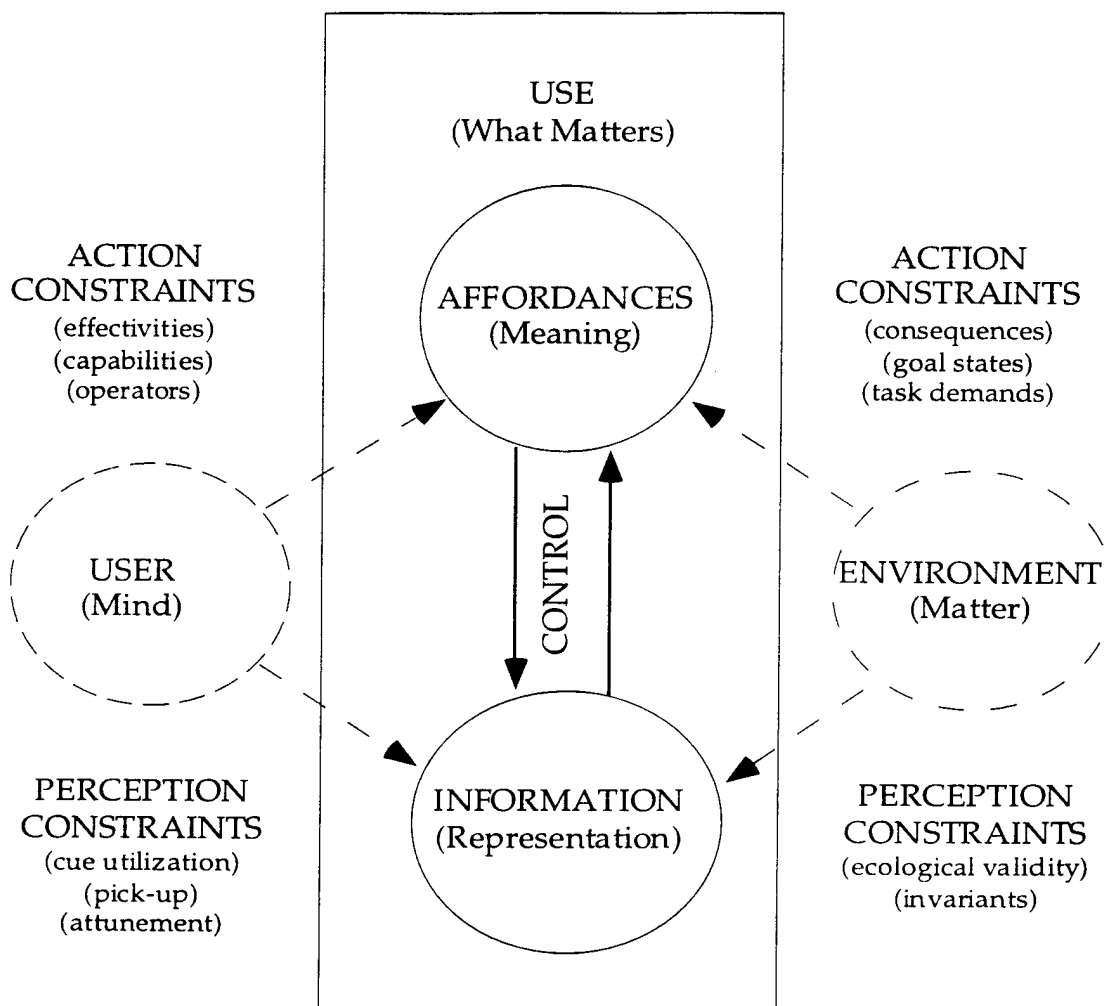 USE
(What Matters)
ACTION
CONSTRAINTS
(effectivities)
(capabilities)
(operators)
AFFORDANCES
(Meaning)
ACTION
CONSTRAINTS
(consequences)
(goal states)
(task demands)
USER
(Mind)
CONTROL
ENVIRONMENT
(Matter)
PERCEPTION
CONSTRAINTS
(cue utilization)
(pick-up)
(attunement)
INFORMATION
(Representation)
PERCEPTION
CONSTRAINTS
(ecological validity)
(invariants)